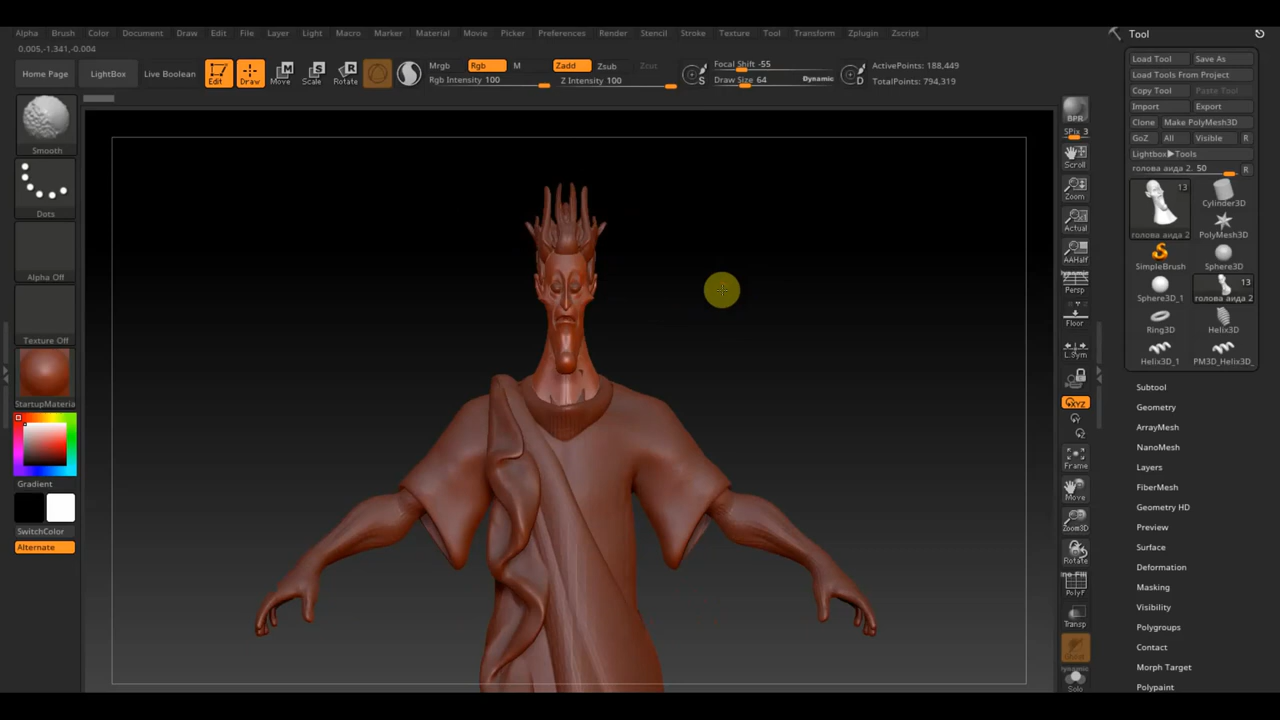 Alpha Brush Color Document Draw Edit File Layer Light Macro Marker Material Movie Picker Preferences Render Stencil Stroke Texture Tool Transform Zplugin Zscript
Tool
0.005,-1.341,-0.004
Home Page
LightBox
Live Boolean
Edit
Draw
Move
Scale
Rotate
Mrgb
Rgb
M
Rgb Intensity 100
Zadd
Zsub
Zcut
Z Intensity 100
S
Focal Shift -55
Draw Size 64
Dynamic
D
ActivePoints: 188,449
TotalPoints: 794,319
Smooth
Dots
Alpha Off
Texture Off
StartupMateria
Gradient
SwitchColor
Alternate
BPR
SPix 3
Scroll
Zoom
Actual
AAHalf
Persp
Floor
L.Sym
XYZ
Frame
Move
Zoom3D
Rotate
PolyF
Transp
Solo
Load Tool
Save As
Load Tools From Project
Copy Tool
Paste Tool
Import
Export
Clone
Make PolyMesh3D
GoZ
All
Visible
R
Lightbox▶Tools
голова аида 2. 50
R
13
голова аида 2
Cylinder3D
PolyMesh3D
SimpleBrush
Sphere3D
Sphere3D_1
13
голова аида 2
Ring3D
Helix3D
Helix3D_1
PM3D_Helix3D_
Subtool
Geometry
ArrayMesh
NanoMesh
Layers
FiberMesh
Geometry HD
Preview
Surface
Deformation
Masking
Visibility
Polygroups
Contact
Morph Target
Polypaint